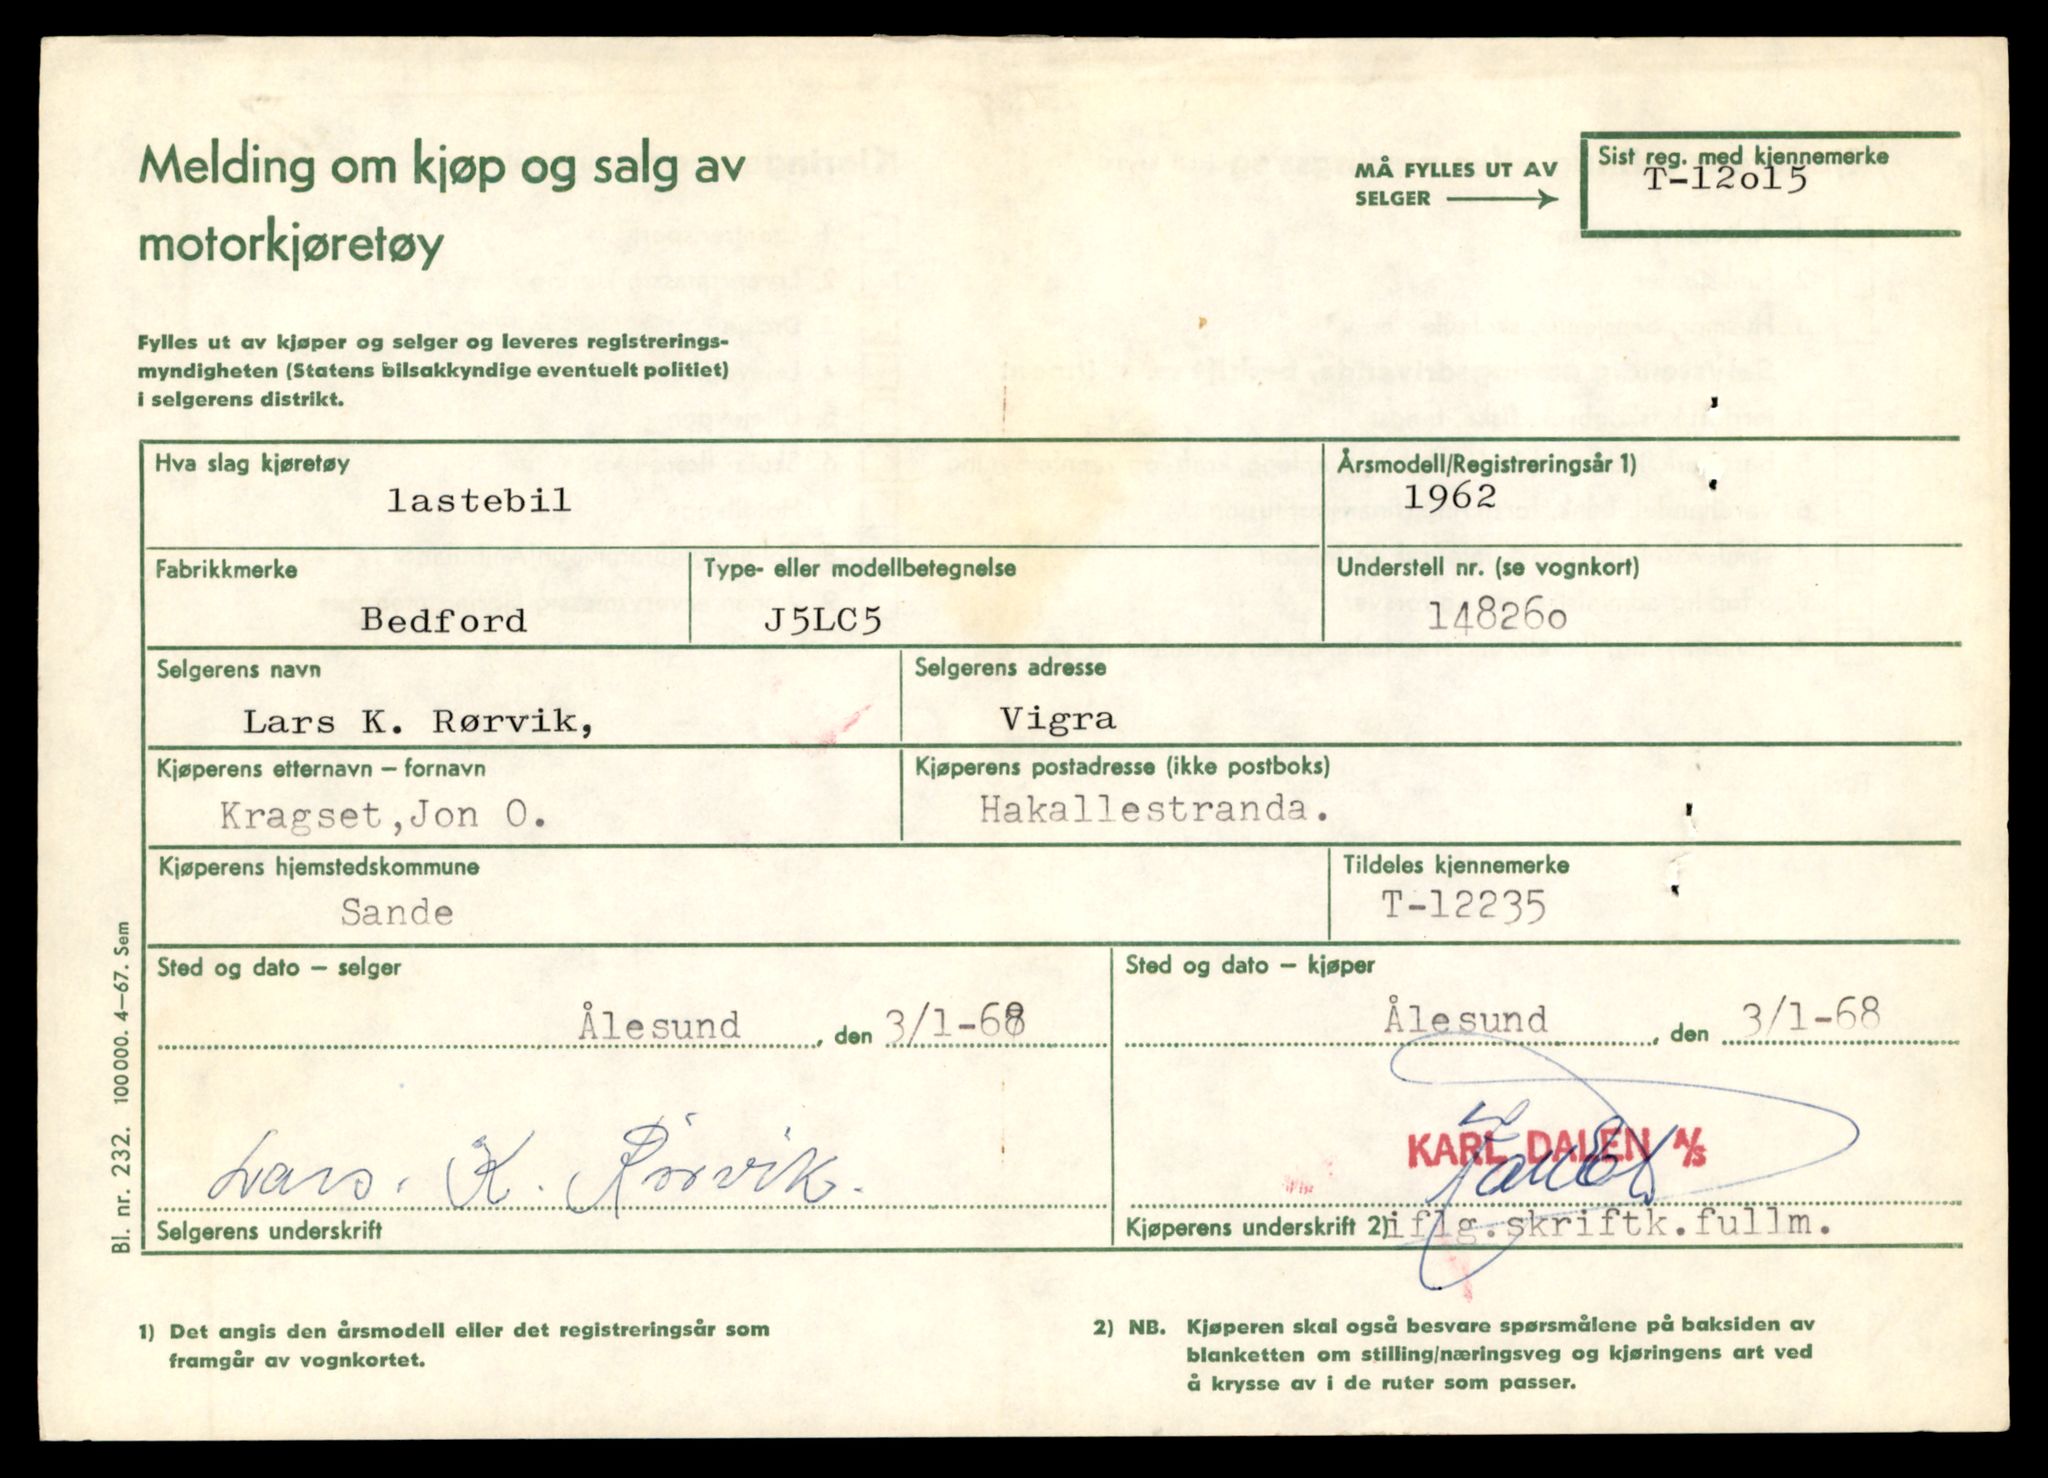 Melding om kjøp og salg av
motorkjøretøy
MÅ FYLLES UT AV
SELGER
Sist reg. med kjennemerke
T-12o15
Fylles ut av kjøper og selger og leveres registrerings-
myndigheten (Statens bilsakkyndige eventuelt politiet)
i selgerens distrikt.
Hva slag kjøretøy
lastebil
Årsmodell/Registreringsår 1)
1962
Fabrikkmerke
Bedford
Type- eller modellbetegnelse
J5LC5
Understell nr. (se vognkort)
14826o
Selgerens navn
Lars K. Rørvik,
Selgerens adresse
Vigra
Kjøperens etternavn – fornavn
Kragset,Jon O.
Kjøperens postadresse (ikke postboks)
Hakallestranda.
Kjøperens hjemstedskommune
Sande
Tildeles kjennemerke
T-12235
Sted og dato – selger
Ålesund, den 3/1-68
Sted og dato – kjøper
Ålesund, den 3/1-68
Lars. K. Rörvik.
KARL DALEN A/S
Selgerens underskrift
Kjøperens underskrift 2) iflg.skriftk.fullm.
Bl. nr. 232. 100 000. 4–67. Sem
1) Det angis den årsmodell eller det registreringsår som
framgår av vognkortet.
2) NB. Kjøperen skal også besvare spørsmålene på baksiden av
blanketten om stilling/næringsveg og kjøringens art ved
å krysse av i de ruter som passer.